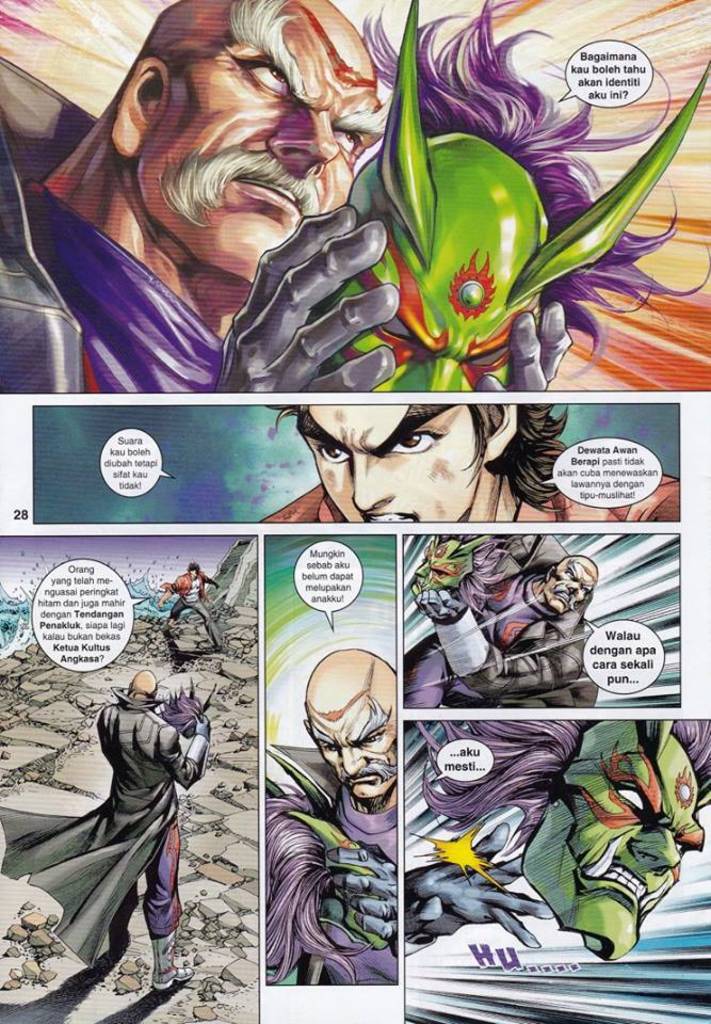 Bagaimana
kau boleh tahu
akan identiti
aku ini?
Suara
kau boleh
diubah tetapi
sifat kau
tidak!
Dewata Awan
Berapi pasti tidak
akan cuba menewaskan
lawannya dengan
tipu-muslihat!
28
Orang
yang telah me-
nguasai peringkat
hitam dan juga mahir
dengan Tendangan
Penakluk, siapa lagi
kalau bukan bekas
Ketua Kultus
Angkasa?
Mungkin
sebab aku
belum dapat
melupakan
anakku!
Walau
dengan apa
cara sekali
pun...
...aku
mesti...
HU......